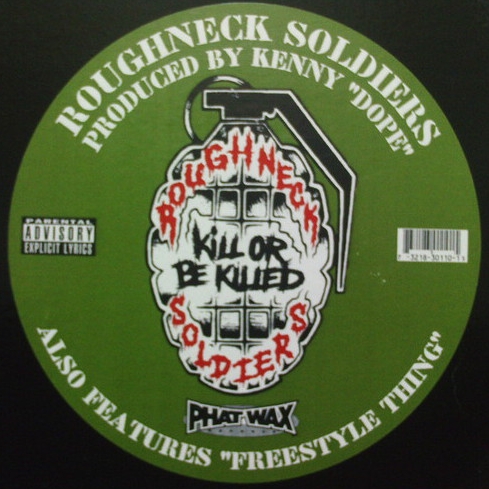 ROUGHNECK SOLDIERS
PRODUCED BY KENNY "DOPE"
ROUGHNECK
KiLL OR
BE KiLLED
SOLDIERS
PARENTAL
ADVISORY
EXPLICIT LYRICS
PHAT WAX
RECORDS
ALSO FEATURES "FREESTYLE THING"